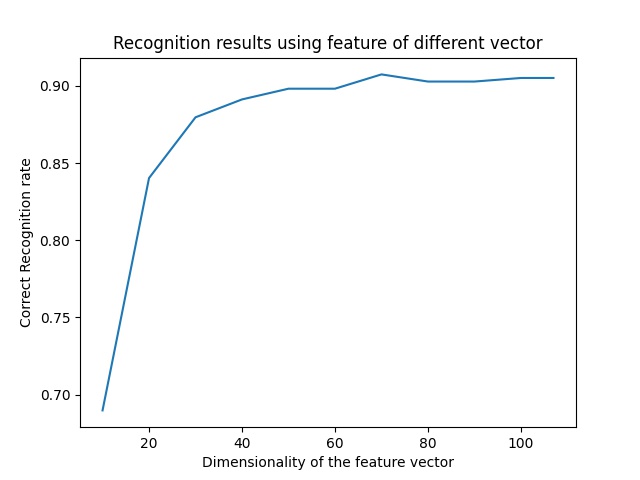 Recognition results using feature of different vector
Correct Recognition rate
0.90
0.85
0.80
0.75
0.70
20 40 60 80 100
Dimensionality of the feature vector